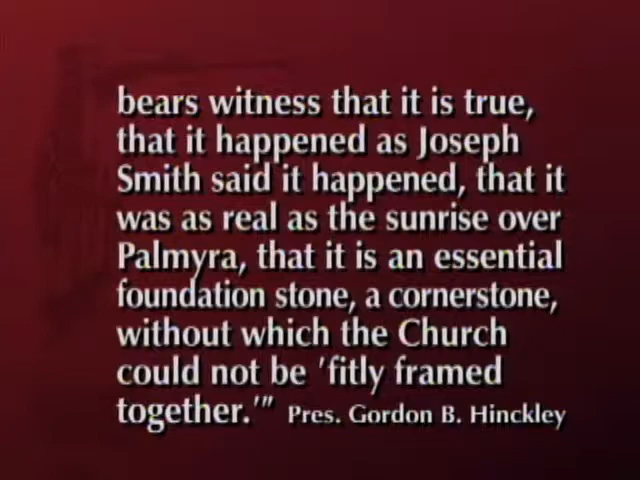 bears witness that it is true,
that it happened as Joseph
Smith said it happened, that it
was as real as the sunrise over
Palmyra, that it is an essential
foundation stone, a cornerstone,
without which the Church
could not be 'fitly framed
together.'" Pres. Gordon B. Hinckley